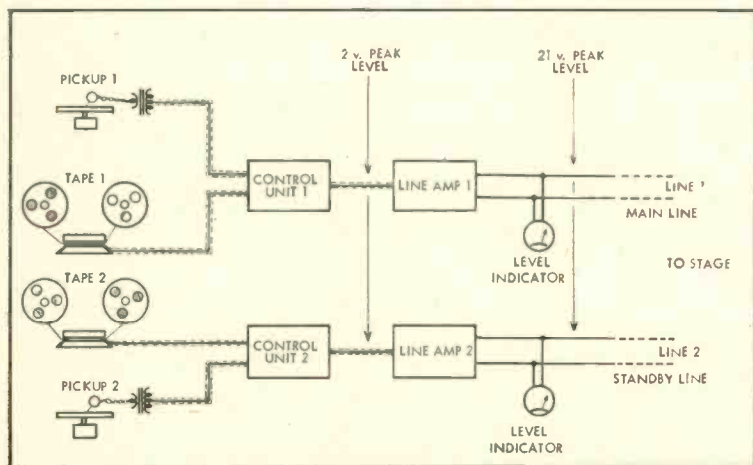 2 v. PEAK
LEVEL
21 v. PEAK
LEVEL
PICKUP 1
TAPE 1
CONTROL
UNIT 1
LINE AMP 1
LINE 1
MAIN LINE
LEVEL
INDICATOR
TO STAGE
TAPE 2
CONTROL
UNIT 2
LINE AMP 2
LINE 2
STANDBY LINE
PICKUP 2
LEVEL
INDICATOR